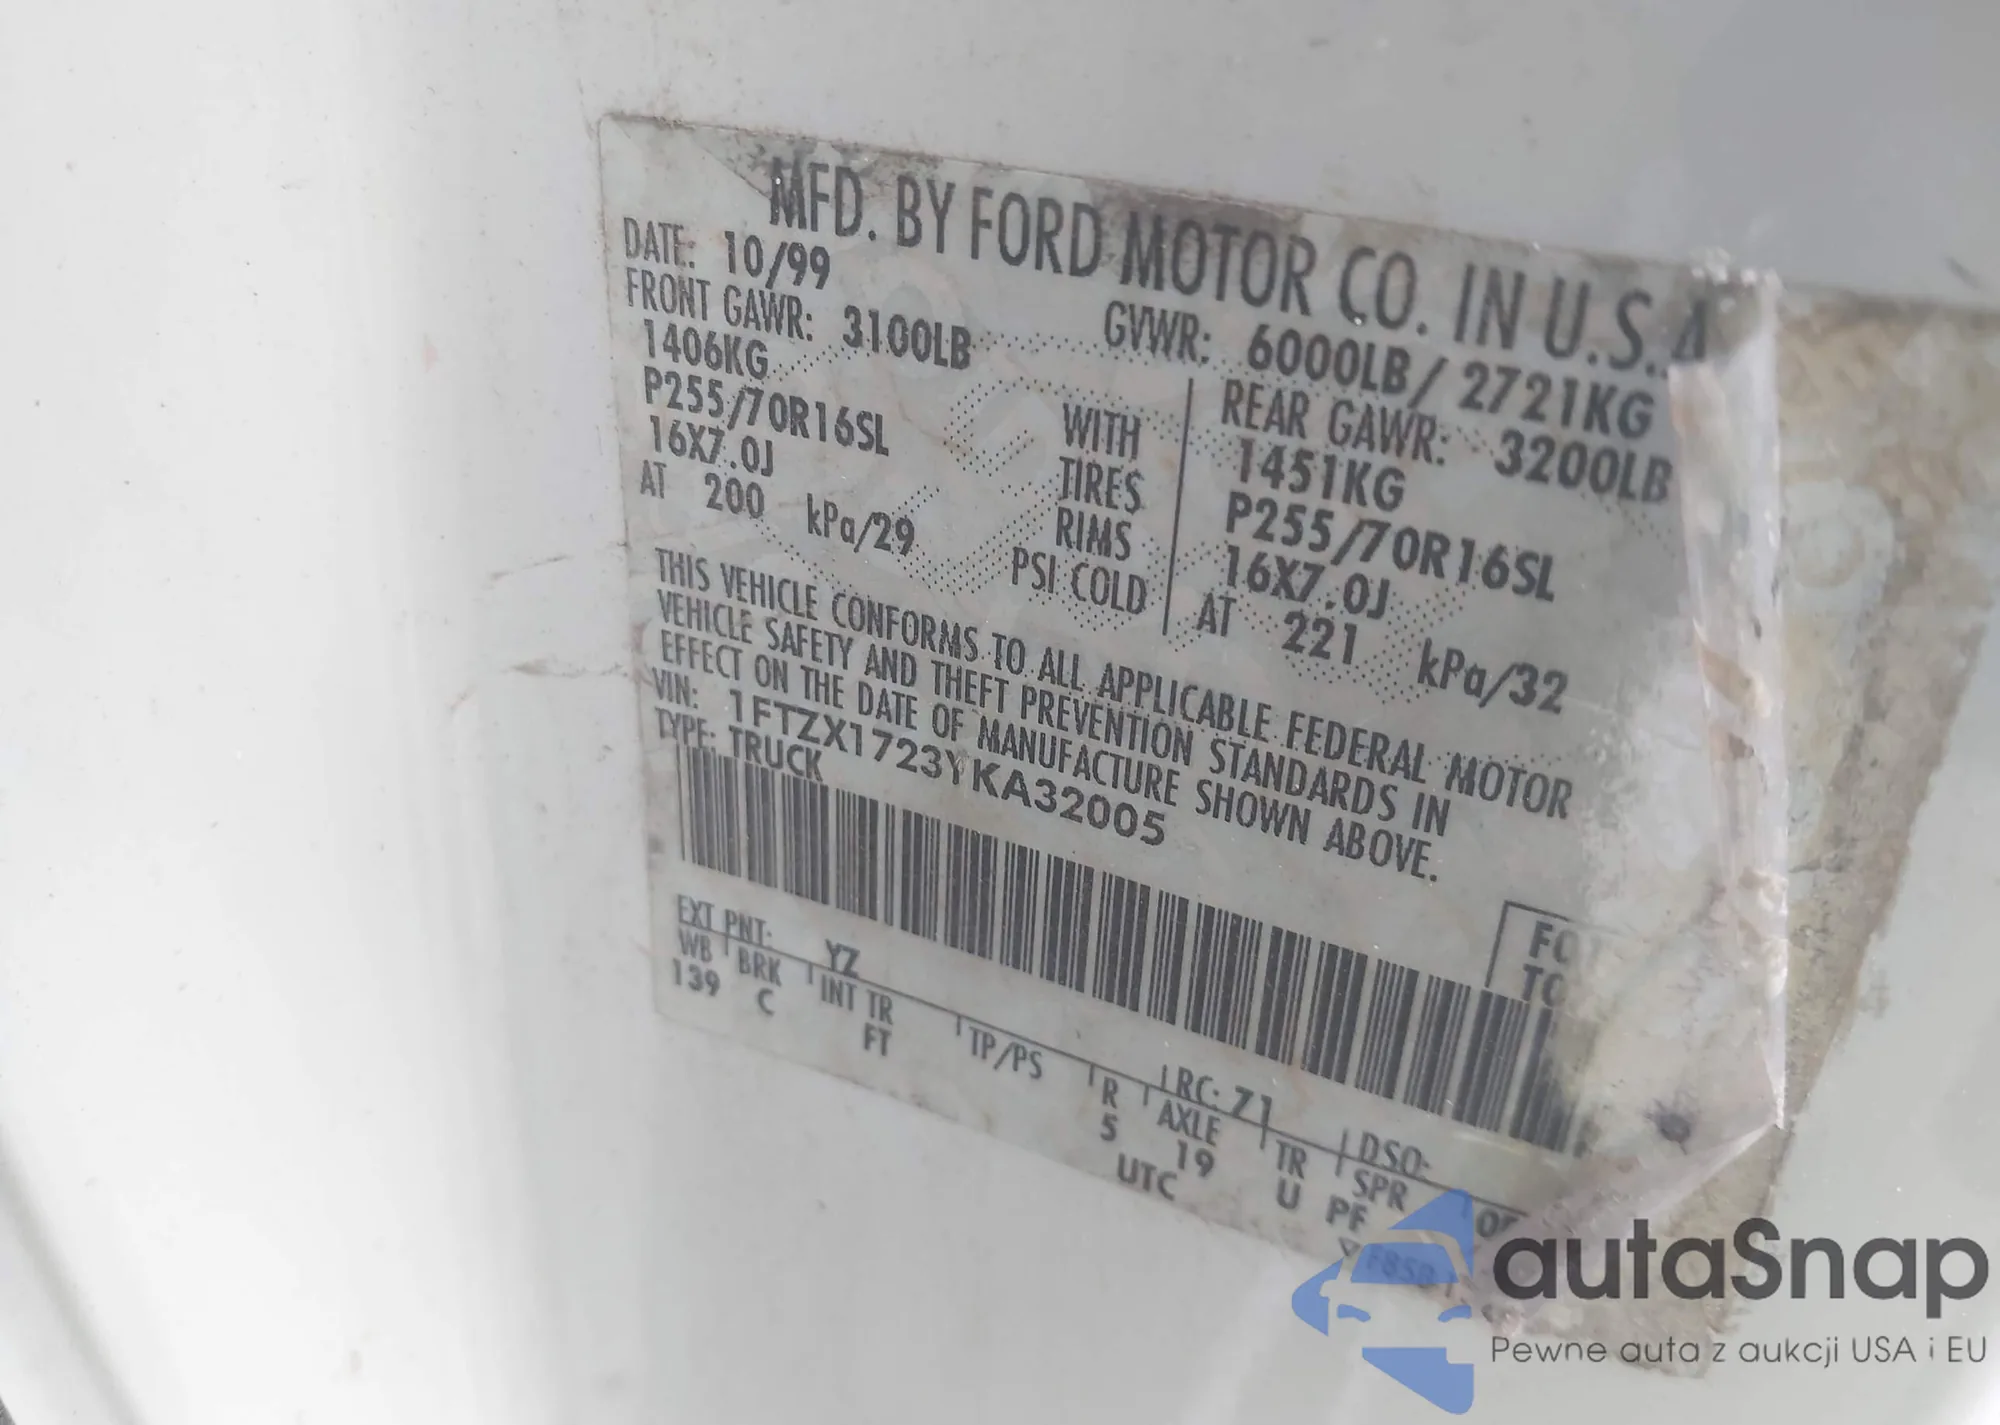 MFD. BY FORD MOTOR CO. IN U.S.A
DATE: 10/99 GVWR: 6000LB / 2721KG
FRONT GAWR: 3100LB REAR GAWR: 3200LB
1406KG WITH 1451KG
P255/70R16SL TIRES P255/70R16SL
16X7.0J RIMS 16X7.0J
AT 200 kPa/29 PSI COLD AT 221 kPa/32
THIS VEHICLE CONFORMS TO ALL APPLICABLE FEDERAL MOTOR
VEHICLE SAFETY AND THEFT PREVENTION STANDARDS IN
EFFECT ON THE DATE OF MANUFACTURE SHOWN ABOVE.
VIN: 1FTZX1723YKA32005
TYPE: TRUCK
EXT PNT: YZ RC: 71 DSO:
WB BRK INT TR TP/PS R AXLE TR SPR
139 C FT 5 19 U PF
UTC
autaSnap
Pewne auta z aukcji USA i EU